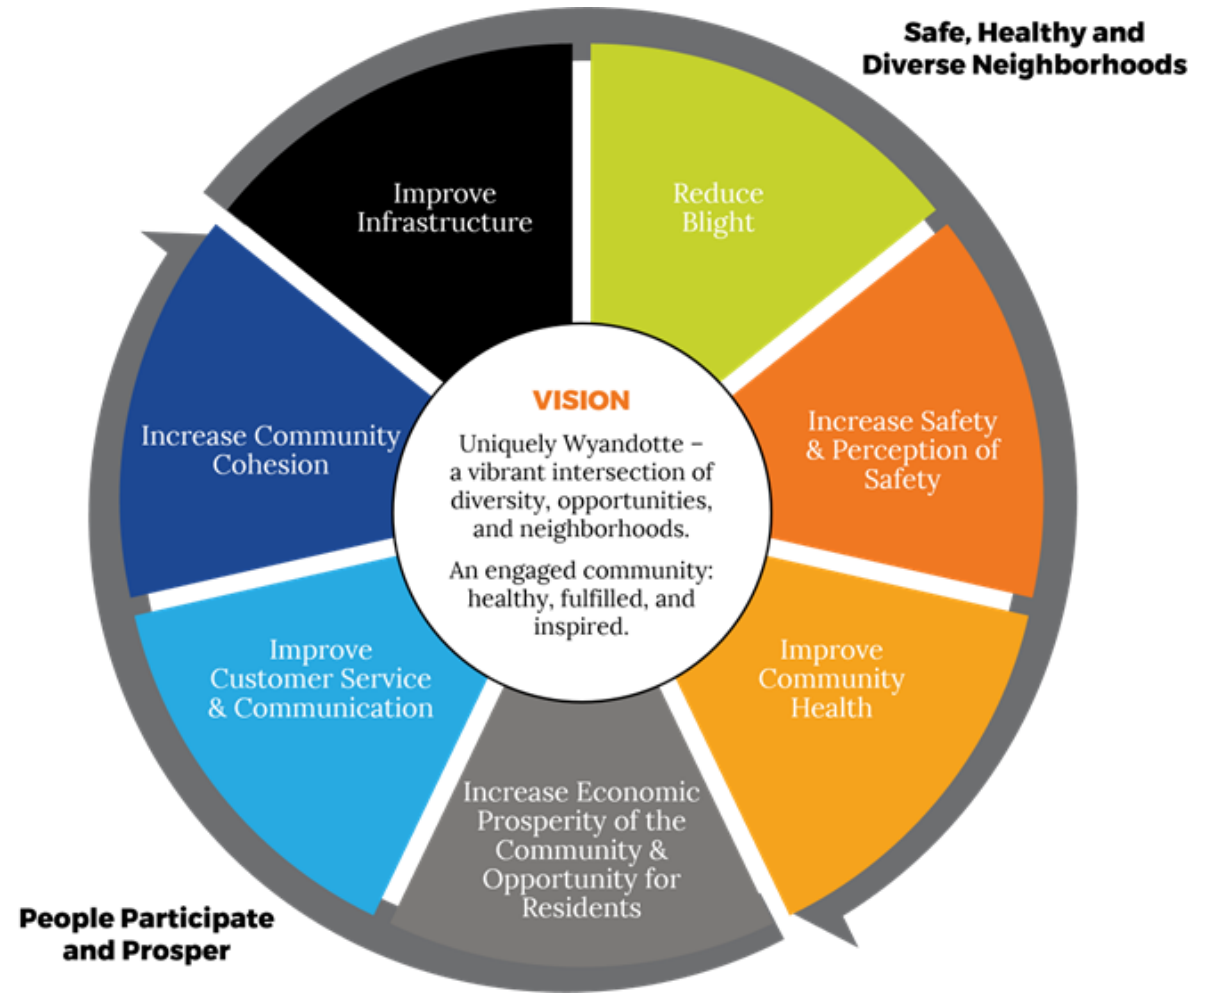 Safe, Healthy and
Diverse Neighborhoods
Improve
Infrastructure
Reduce
Blight
Increase Safety
& Perception of
Safety
Improve
Community
Health
Increase Economic
Prosperity of the
Community &
Opportunity for
Residents
Improve
Customer Service
& Communication
Increase Community
Cohesion
VISION
Uniquely Wyandotte –
a vibrant intersection of
diversity, opportunities,
and neighborhoods.
An engaged community:
healthy, fulfilled, and
inspired.
People Participate
and Prosper